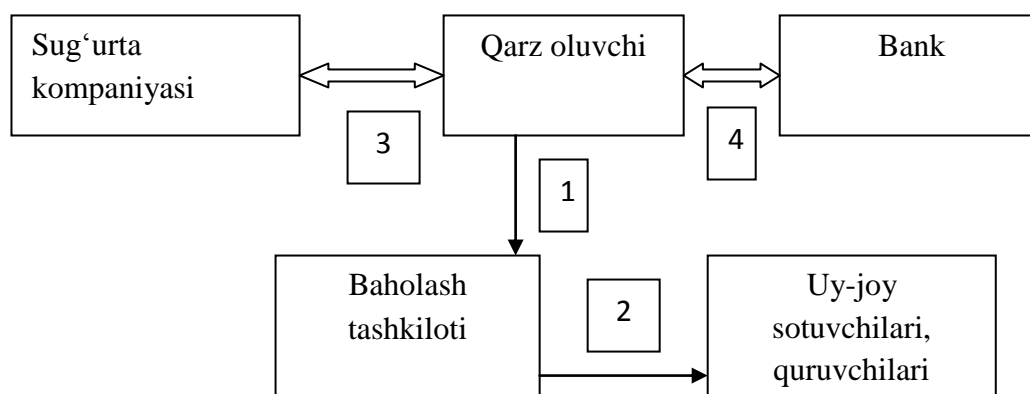 Sug‘urta
kompaniyasi
Qarz oluvchi
Bank
3
4
1
Baholash
tashkiloti
2
Uy-joy
sotuvchilari,
quruvchilari